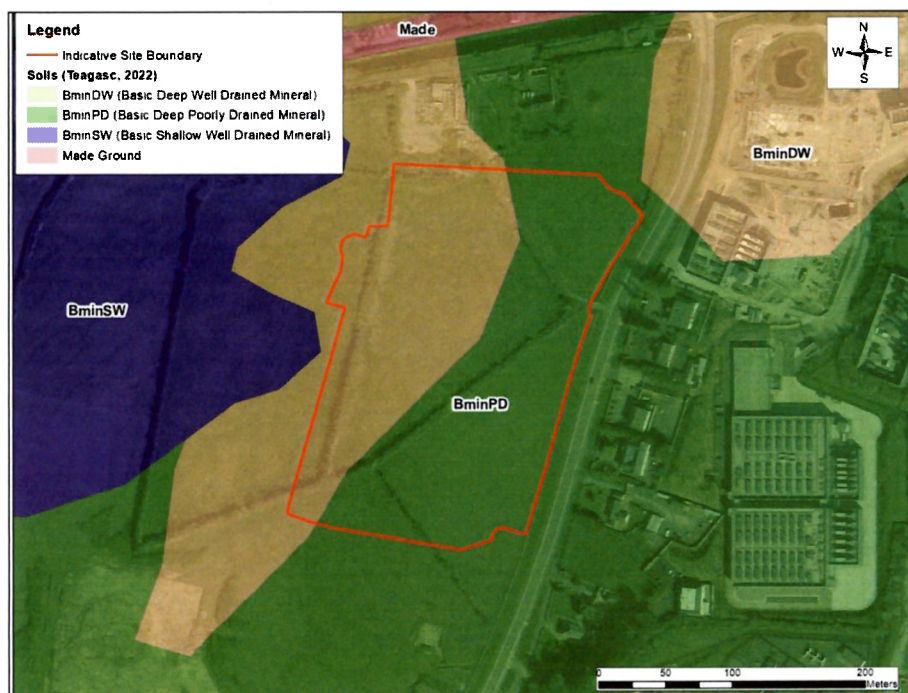 Legend
Indicative Site Boundary
Soils (Teagasc, 2022)
BminDW (Basic Deep Well Drained Mineral)
BminPD (Basic Deep Poorly Drained Mineral)
BminSW (Basic Shallow Well Drained Mineral)
Made Ground
Made
N
W E
S
BminDW
BminSW
BminPD
0 50 100 200
Meters